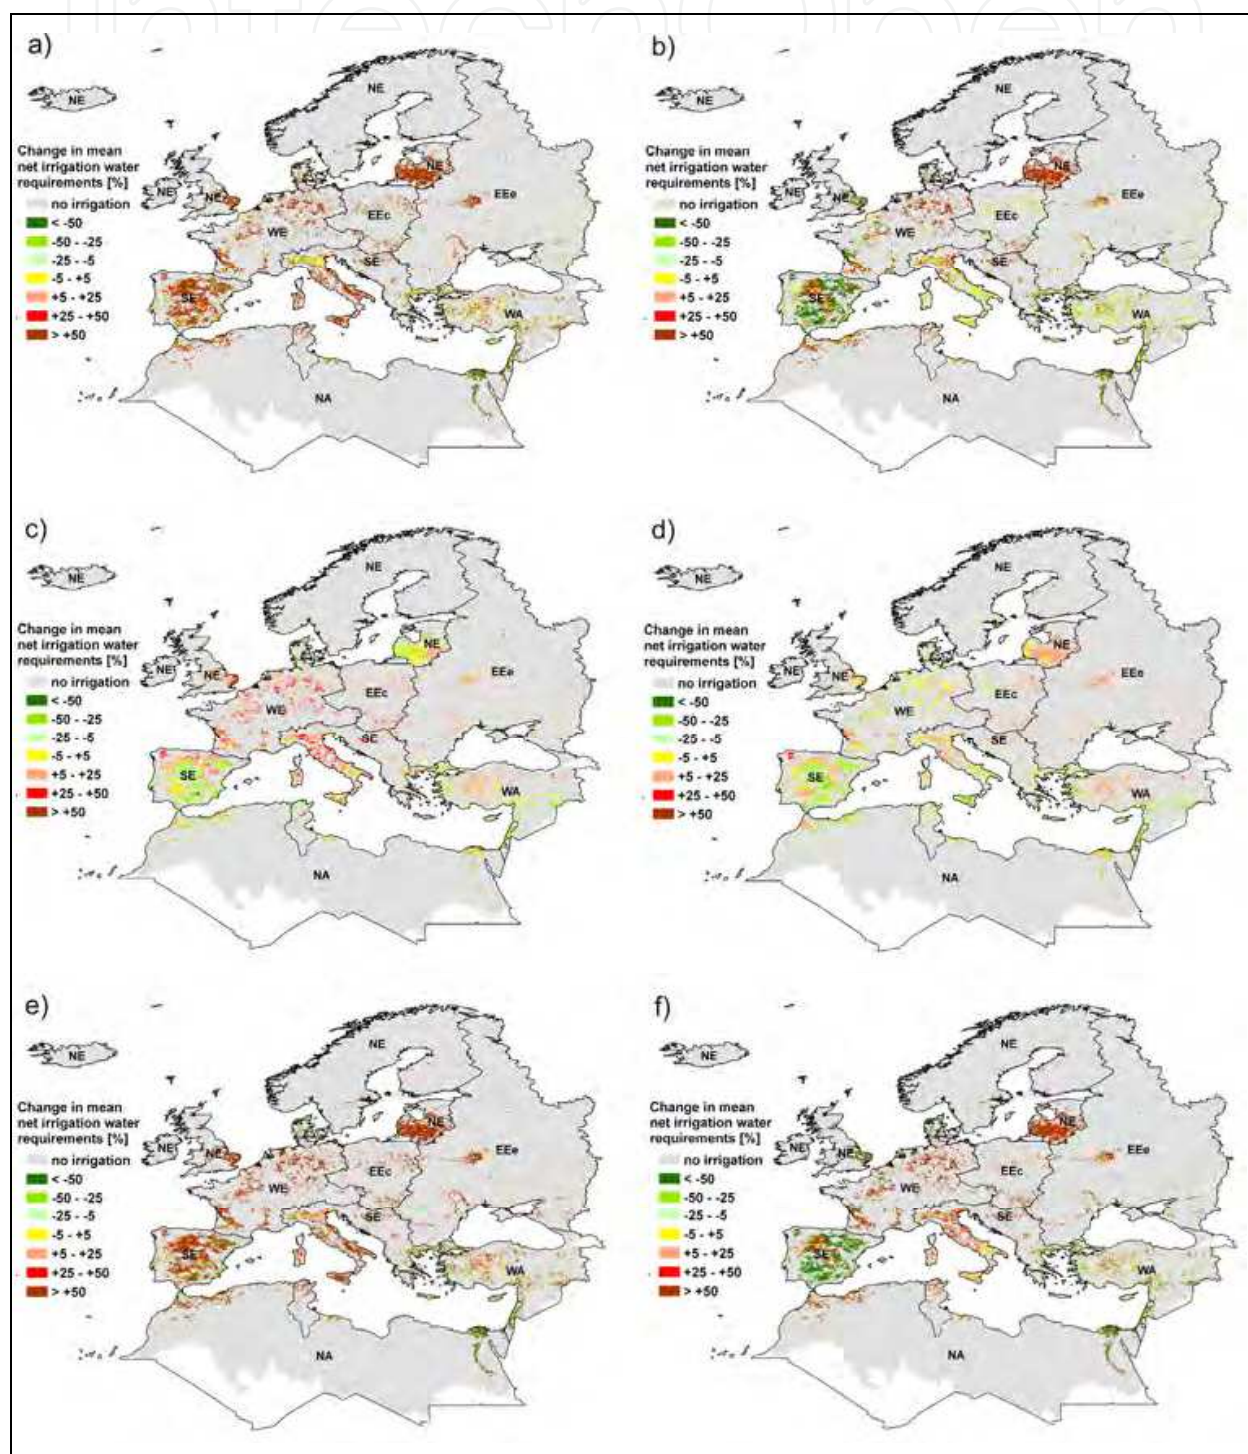 a)
NE
NE
Change in mean
net irrigation water
requirements [%]
no irrigation
< -50
-50 - -25
-25 - -5
-5 - +5
+5 - +25
+25 - +50
> +50
NE
NE
NE
EEe
EEc
WE
SE
SE
WA
NA
b)
NE
NE
Change in mean
net irrigation water
requirements [%]
no irrigation
< -50
-50 - -25
-25 - -5
-5 - +5
+5 - +25
+25 - +50
> +50
NE
NE
NE
EEe
EEc
WE
SE
SE
WA
NA
c)
NE
NE
Change in mean
net irrigation water
requirements [%]
no irrigation
< -50
-50 - -25
-25 - -5
-5 - +5
+5 - +25
+25 - +50
> +50
NE
NE
NE
EEe
EEc
WE
SE
SE
WA
NA
d)
NE
NE
Change in mean
net irrigation water
requirements [%]
no irrigation
< -50
-50 - -25
-25 - -5
-5 - +5
+5 - +25
+25 - +50
> +50
NE
NE
NE
EEe
EEc
WE
SE
SE
WA
NA
e)
NE
NE
Change in mean
net irrigation water
requirements [%]
no irrigation
< -50
-50 - -25
-25 - -5
-5 - +5
+5 - +25
+25 - +50
> +50
NE
NE
NE
EEe
EEc
WE
SE
SE
WA
NA
f)
NE
NE
Change in mean
net irrigation water
requirements [%]
no irrigation
< -50
-50 - -25
-25 - -5
-5 - +5
+5 - +25
+25 - +50
> +50
NE
NE
NE
EEe
EEc
WE
SE
SE
WA
NA